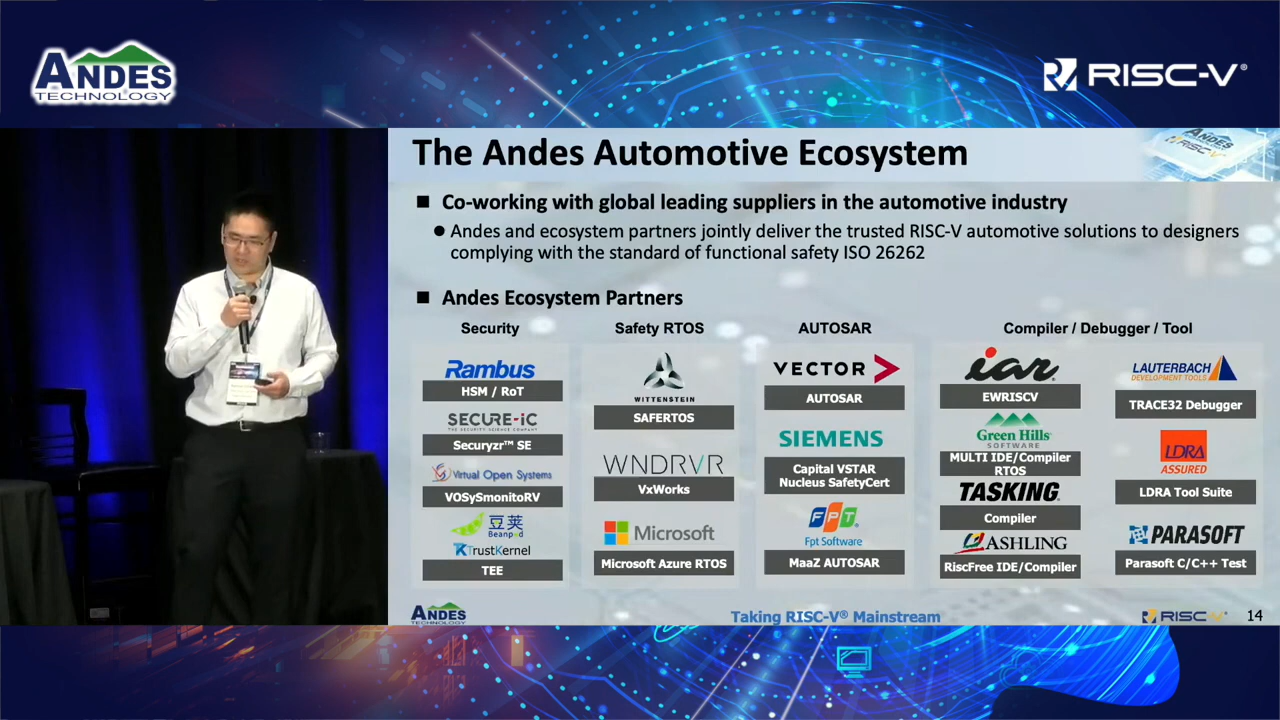 ANDES
TECHNOLOGY
RISC-V®
The Andes Automotive Ecosystem
ANDES
RISC-V
■ Co-working with global leading suppliers in the automotive industry
● Andes and ecosystem partners jointly deliver the trusted RISC-V automotive solutions to designers
complying with the standard of functional safety ISO 26262
■ Andes Ecosystem Partners
Security
Rambus
HSM / RoT
SECURE-IC
THE SECURITY SCIENCE COMPANY
Securyzr™ SE
Virtual Open Systems
VOSySmonitoRV
豆荚
Beanpod
TrustKernel
TEE
Safety RTOS
WITTENSTEIN
SAFERTOS
WNDRVR
VxWorks
Microsoft
Microsoft Azure RTOS
AUTOSAR
VECTOR
AUTOSAR
SIEMENS
Capital VSTAR
Nucleus SafetyCert
FPT
Fpt Software
MaaZ AUTOSAR
Compiler / Debugger / Tool
iar
EWRISCV
Green Hills
SOFTWARE
MULTI IDE/Compiler
RTOS
TASKING
Compiler
ASHLING
RiscFree IDE/Compiler
LAUTERBACH
DEVELOPMENT TOOLS
TRACE32 Debugger
LDRA
ASSURED
LDRA Tool Suite
PARASOFT
Parasoft C/C++ Test
ANDES
TECHNOLOGY
Taking RISC-V® Mainstream
RISC-V
14